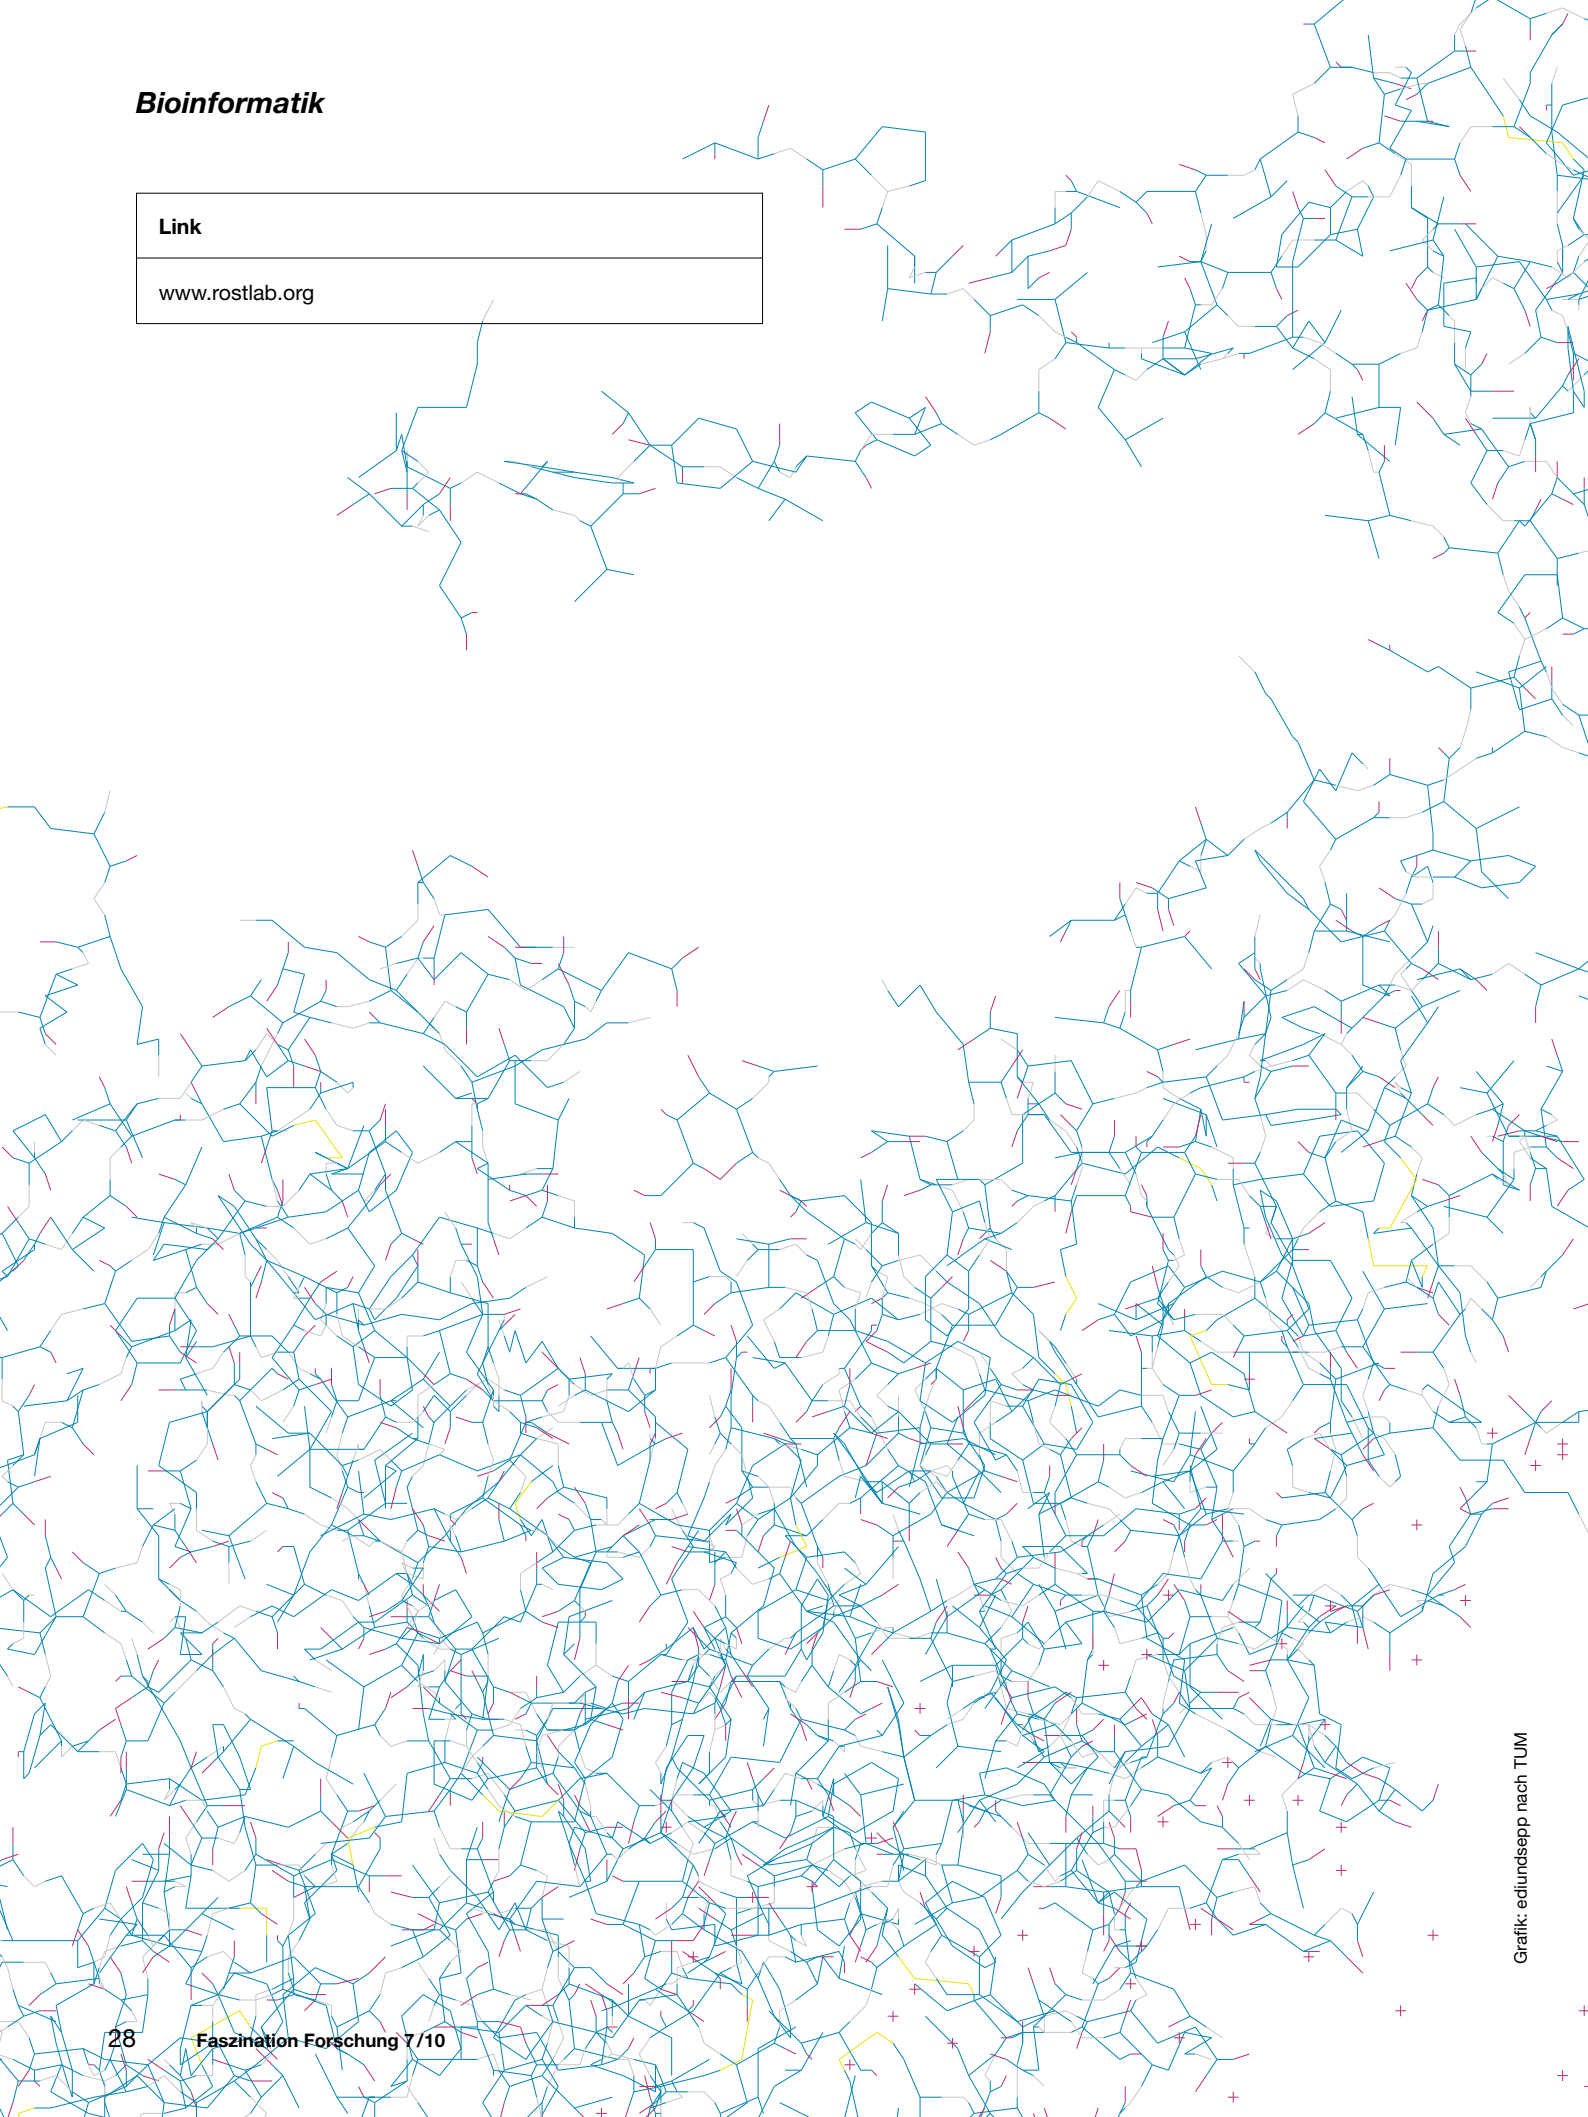 Bioinformatik
Link
www.rostlab.org
Grafik: ediundsepp nach TUM
28 Faszination Forschung 7/10